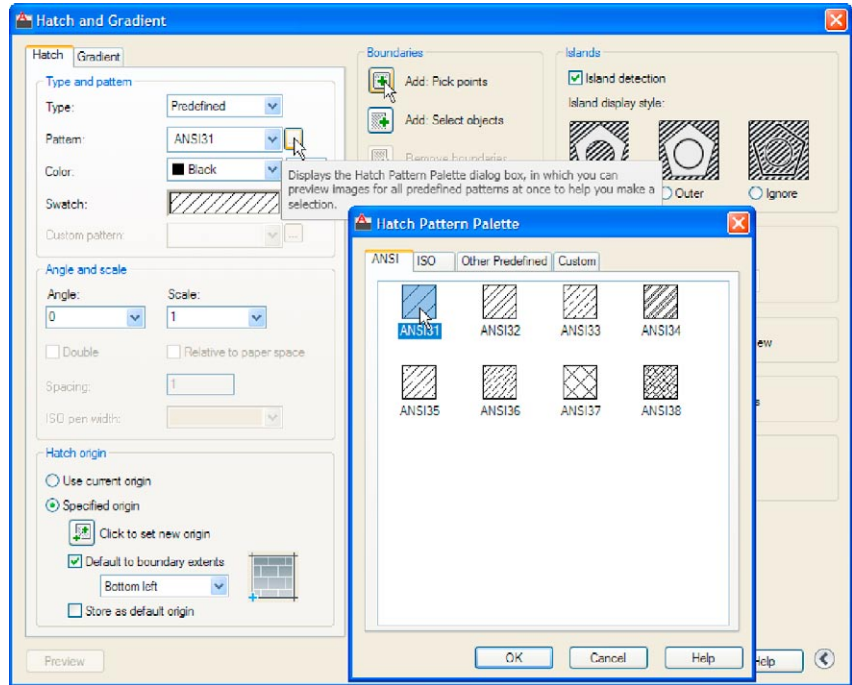 Hatch and Gradient
Hatch Gradient
Type and pattern
Type: Predefined
Pattern: ANSI31
Color: Black
Swatch:
Custom pattern:
Angle and scale
Angle: Scale:
0 1
Double Relative to paper space
Spacing: 1
ISO pen width:
Hatch origin
Use current origin
Specified origin
Click to set new origin
Default to boundary extents
Bottom left
Store as default origin
Preview
Boundaries
Add: Pick points
Add: Select objects
Remove boundaries
Islands
Island detection
Island display style:
Outer Ignore
Displays the Hatch Pattern Palette dialog box, in which you can
preview images for all predefined patterns at once to help you make a
selection.
Hatch Pattern Palette
ANSI ISO Other Predefined Custom
ANSI31 ANSI32 ANSI33 ANSI34
ANSI35 ANSI36 ANSI37 ANSI38
OK Cancel Help
ew
s
Help